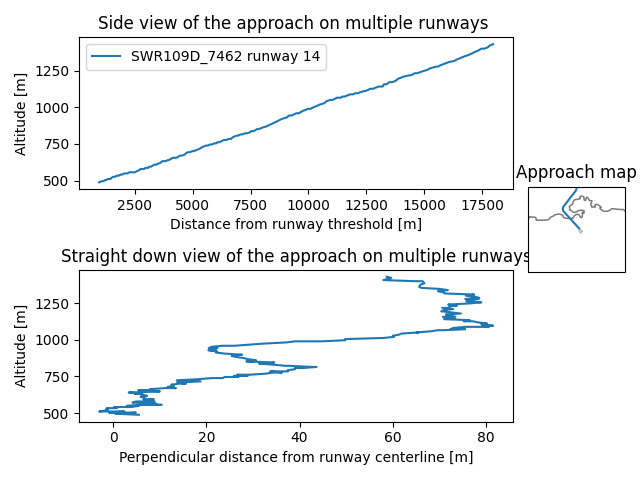 Side view of the approach on multiple runways
SWR109D_7462 runway 14
Altitude [m]
1250
1000
750
500
2500
5000
7500
10000
12500
15000
17500
Distance from runway threshold [m]
Approach map
Straight down view of the approach on multiple runways
Altitude [m]
1250
1000
750
500
0
20
40
60
80
Perpendicular distance from runway centerline [m]